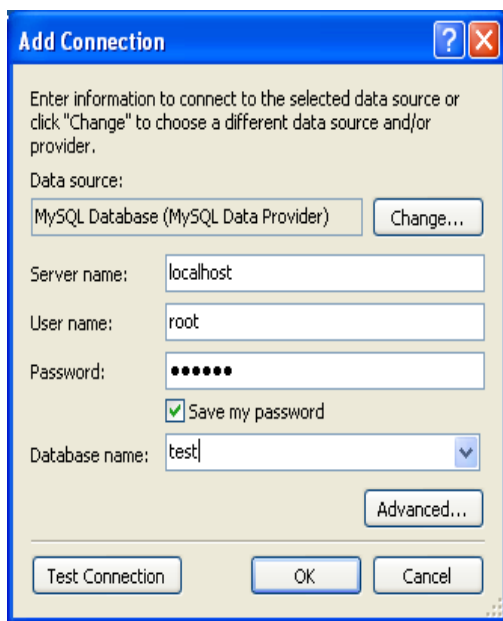 Add Connection
Enter information to connect to the selected data source or
click "Change" to choose a different data source and/or
provider.
Data source:
MySQL Database (MySQL Data Provider) Change...
Server name: localhost
User name: root
Password: ●●●●●●
Save my password
Database name: test
Advanced...
Test Connection OK Cancel